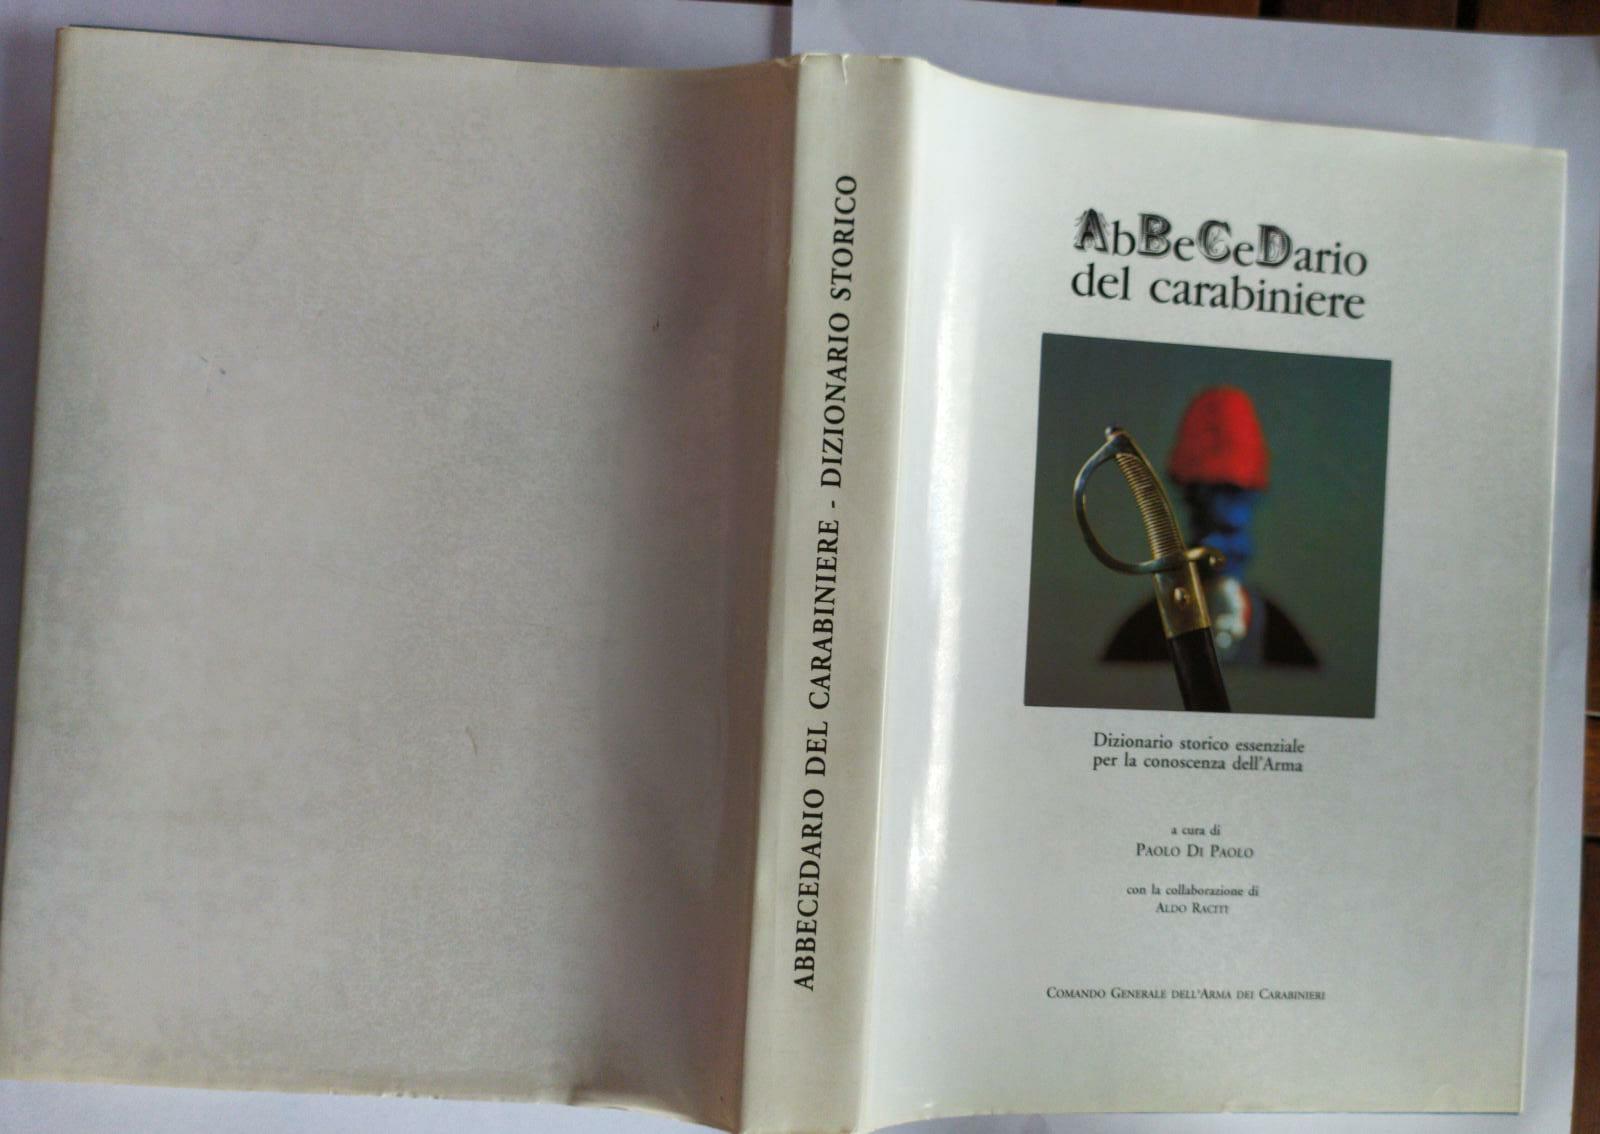 ABBECEDARIO DEL CARABINIERE - DIZIONARIO STORICO
AbBeCeDario
del carabiniere
Dizionario storico essenziale
per la conoscenza dell'Arma
a cura di
PAOLO DI PAOLO
con la collaborazione di
ALDO RACITI
COMANDO GENERALE DELL'ARMA DEI CARABINIERI